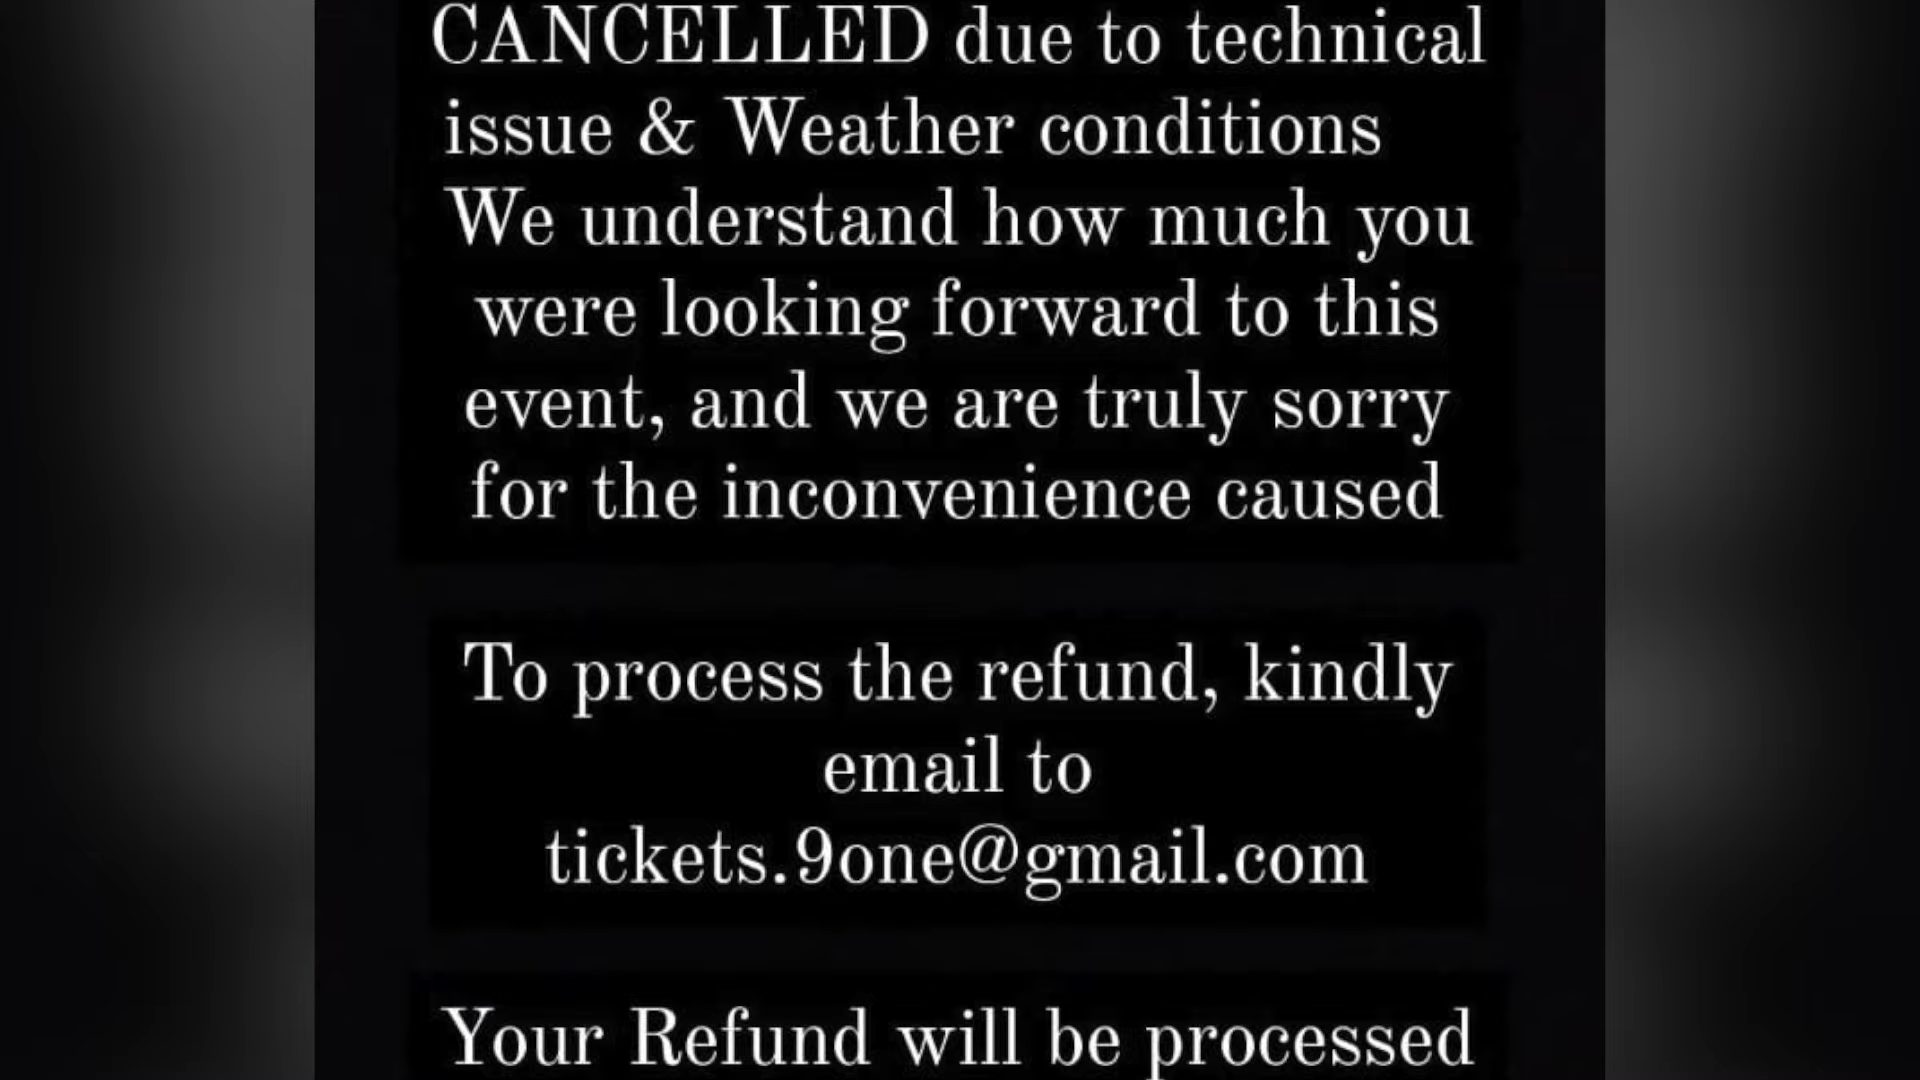 CANCELLED due to technical
issue & Weather conditions
We understand how much you
were looking forward to this
event, and we are truly sorry
for the inconvenience caused
To process the refund, kindly
email to
tickets.9one@gmail.com
Your Refund will be processed